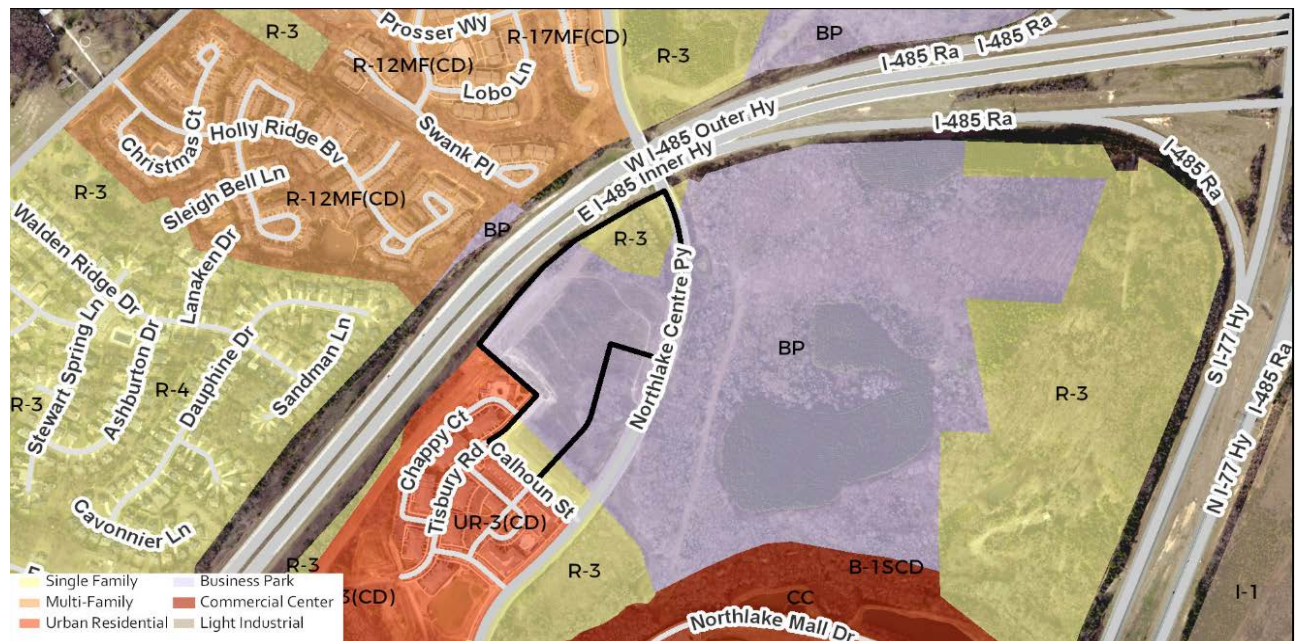 Prosser Wy
R-3
R-17MF(CD)
R-12MF(CD)
Lobo Ln
R-3
BP
I-485 Ra
I-485 Ra
W I-485 Outer Hy
E I-485 Inner Hy
I-485 Ra
I-485 Ra
Christmas Ct
Holly Ridge Bv
Swank Pl
Sleigh Bell Ln
R-12MF(CD)
R-3
BP
R-3
Walden Ridge Dr
Lanaken Dr
Stewart Spring Ln
Ashburton Dr
Dauphine Dr
Sandman Ln
R-4
R-3
Northlake Centre Py
BP
R-3
S I-77 Hy
N I-77 Hy
I-485 Ra
Chappy Ct
Tisbury Rd
Calhoun St
UR-3(CD)
Cavonnier Ln
R-3
R-3
B-1SCD
CC
Northlake Mall Dr
I-1
3(CD)
Single Family
Business Park
Multi-Family
Commercial Center
Urban Residential
Light Industrial